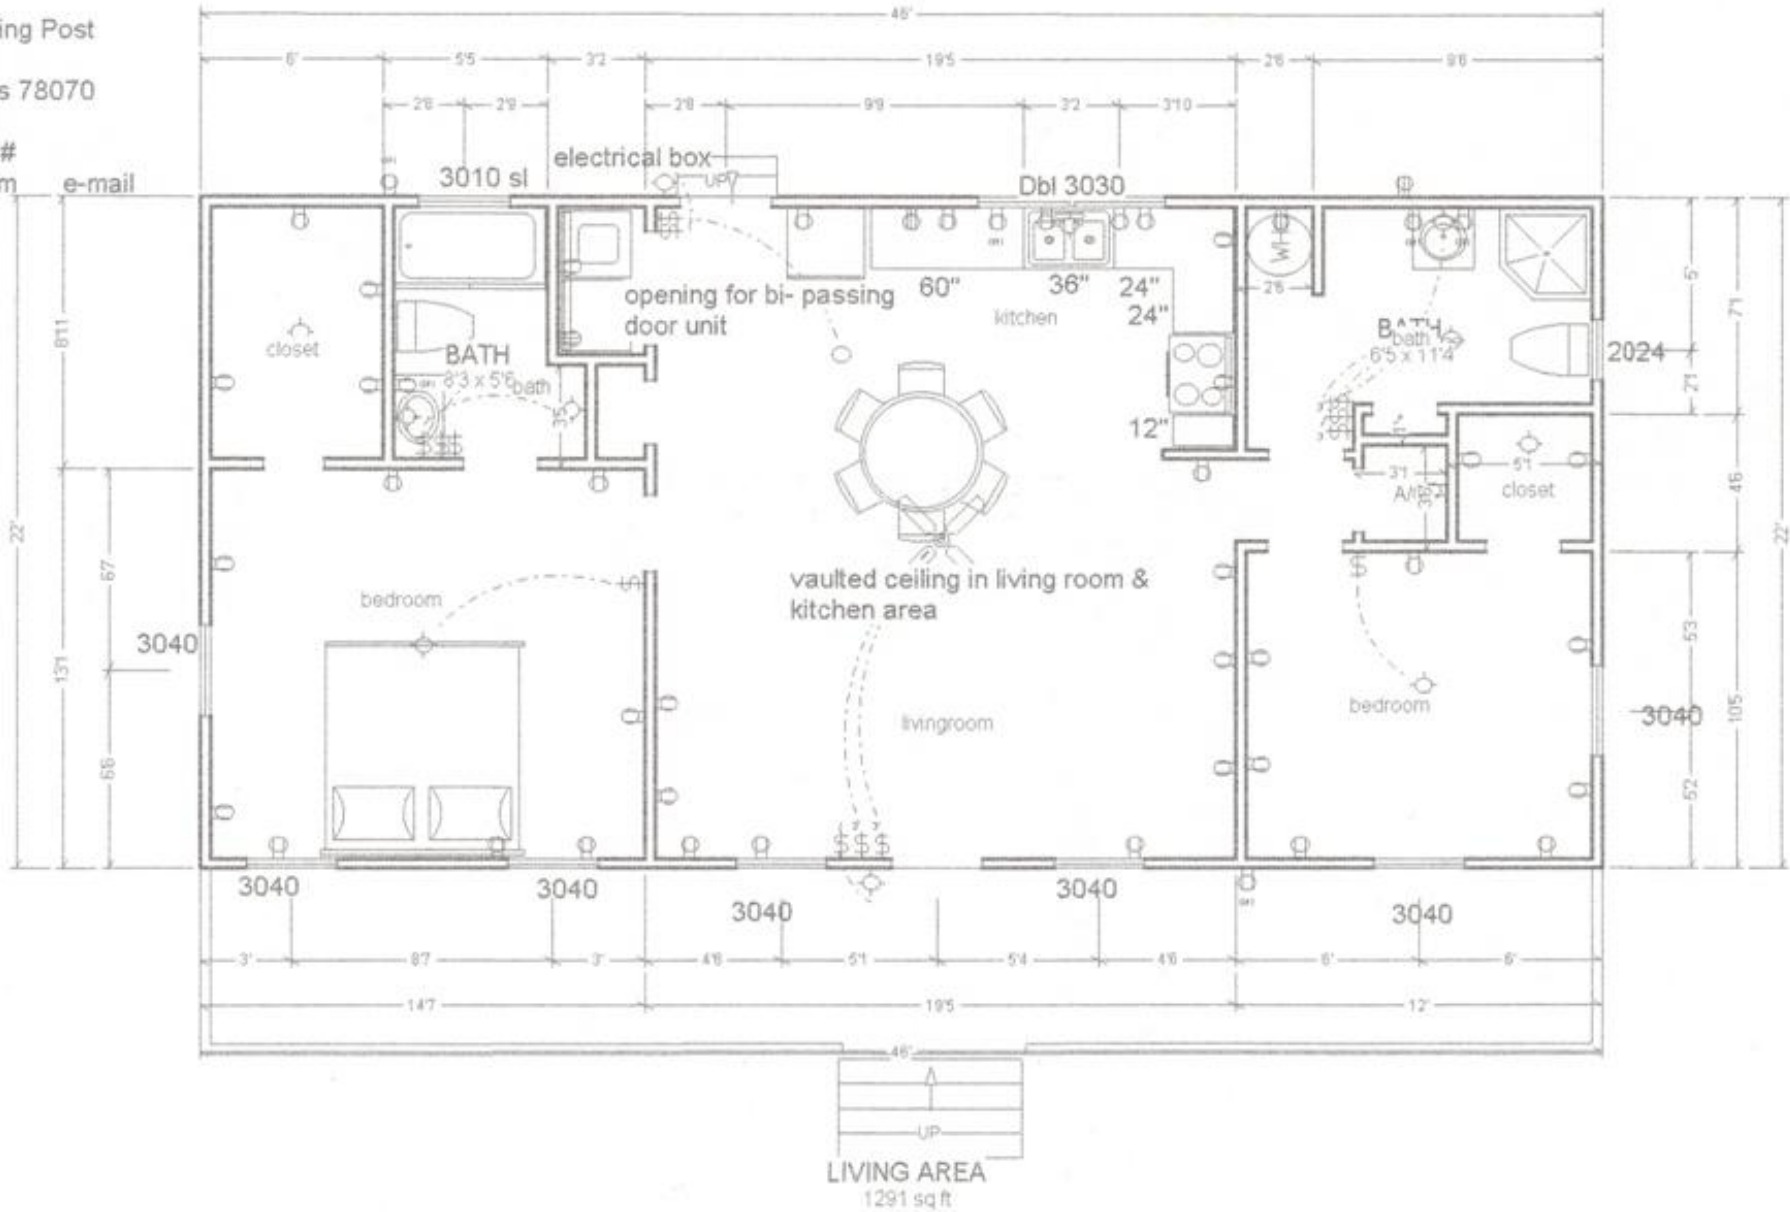 ing Post
s 78070
#
m
e-mail
46'
6'
5'5
3'2
19'5
2'6
9'6
2'8
2'9
2'8
9'9
3'2
3'10
electrical box
3010 sl
UP
Dbl 3030
WH
2'6
opening for bi- passing
door unit
60"
36"
24"
24"
kitchen
closet
BATH
8'3 x 5'6
bath
BATH
bath
6'5 x 11'4
2024
12"
3'5
3'1
5'1
closet
8'11
22'
13'1
6'7
6'6
5'
7'1
2'1
4'6
22'
5'3
10'5
5'2
bedroom
3040
vaulted ceiling in living room &
kitchen area
livingroom
bedroom
3040
3040
3040
3040
3040
3040
3'
8'7
3'
4'6
5'1
5'4
4'6
6'
6'
14'7
19'5
12'
46'
UP
LIVING AREA
1291 sq ft